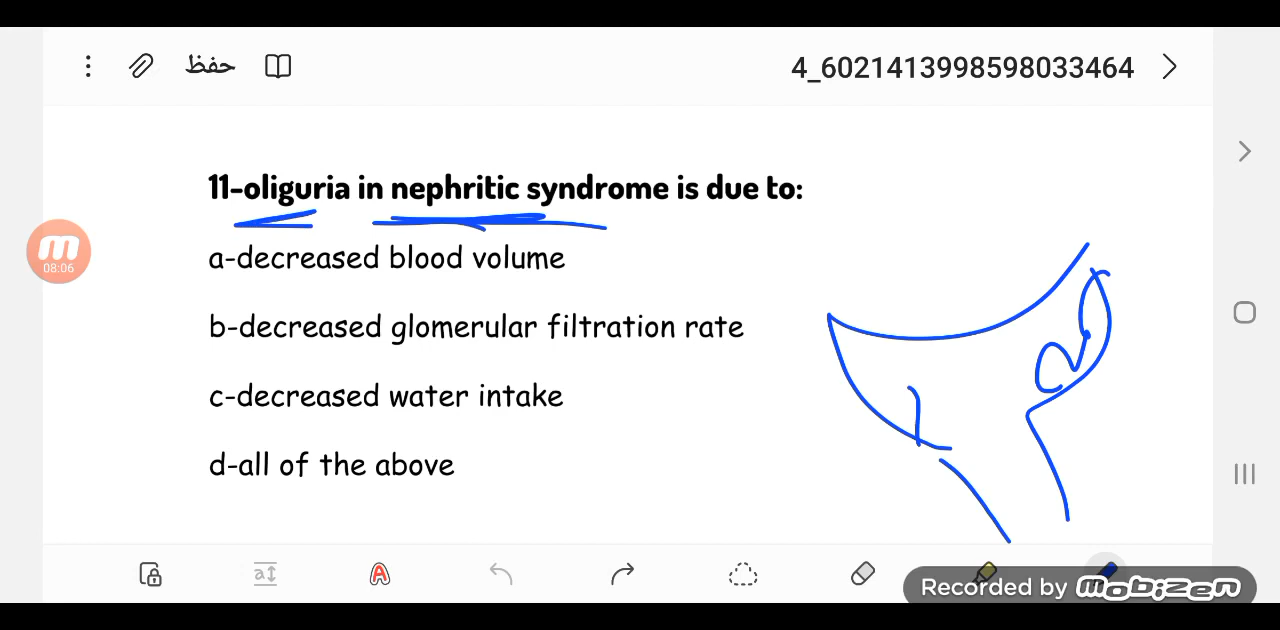 حفظ
4_6021413998598033464
11-oliguria in nephritic syndrome is due to:
08:06
a-decreased blood volume
b-decreased glomerular filtration rate
c-decreased water intake
d-all of the above
Recorded by mobizen